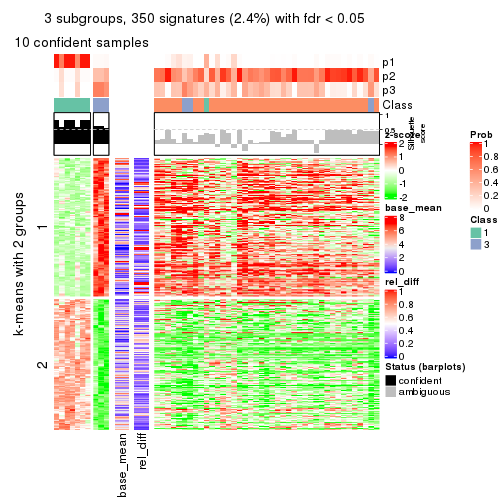 3 subgroups, 350 signatures (2.4%) with fdr < 0.05
10 confident samples
p1
p2
p3
Class
1
0.5
Silhouette
score
k-means with 2 groups
1
2
base_mean
rel_diff
z-score
2
1
0
-1
-2
base_mean
8
6
4
2
0
rel_diff
1
0.8
0.6
0.4
0.2
0
Status (barplots)
confident
ambiguous
Prob
1
0.8
0.6
0.4
0.2
0
Class
1
3